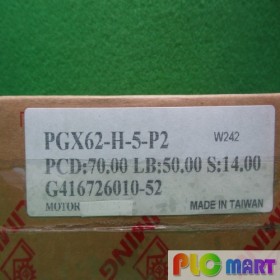 PGX62-H-5-P2 W242
PCD:70.00 LB:50.00 S:14.00
G416726010-52
MOTOR MADE IN TAIWAN
PLC MART